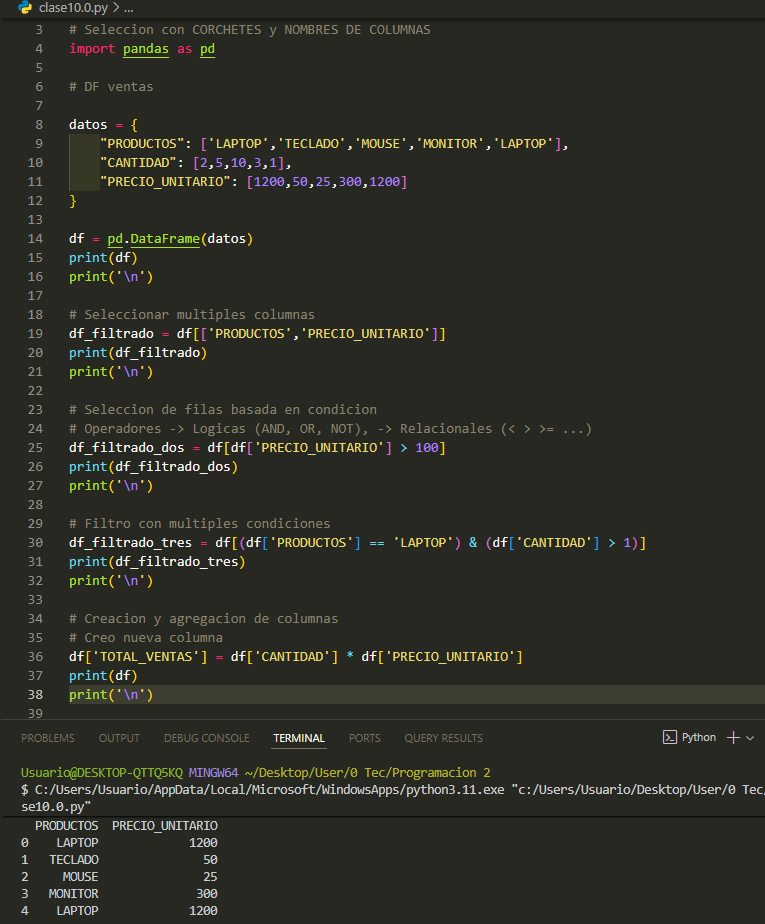 clase10.0.py > ...
3 # Seleccion con CORCHETES y NOMBRES DE COLUMNAS
4 import pandas as pd
5
6 # DF ventas
7
8 datos = {
9     "PRODUCTOS": ['LAPTOP','TECLADO','MOUSE','MONITOR','LAPTOP'],
10     "CANTIDAD": [2,5,10,3,1],
11     "PRECIO_UNITARIO": [1200,50,25,300,1200]
12 }
13
14 df = pd.DataFrame(datos)
15 print(df)
16 print('\n')
17
18 # Seleccionar multiples columnas
19 df_filtrado = df[['PRODUCTOS','PRECIO_UNITARIO']]
20 print(df_filtrado)
21 print('\n')
22
23 # Seleccion de filas basada en condicion
24 # Operadores -> Logicas (AND, OR, NOT), -> Relacionales (< > >= ...)
25 df_filtrado_dos = df[df['PRECIO_UNITARIO'] > 100]
26 print(df_filtrado_dos)
27 print('\n')
28
29 # Filtro con multiples condiciones
30 df_filtrado_tres = df[(df['PRODUCTOS'] == 'LAPTOP') & (df['CANTIDAD'] > 1)]
31 print(df_filtrado_tres)
32 print('\n')
33
34 # Creacion y agregacion de columnas
35 # Creo nueva columna
36 df['TOTAL_VENTAS'] = df['CANTIDAD'] * df['PRECIO_UNITARIO']
37 print(df)
38 print('\n')
39
PROBLEMS OUTPUT DEBUG CONSOLE TERMINAL PORTS QUERY RESULTS Python
Usuario@DESKTOP-QTTQ5KQ MINGW64 ~/Desktop/User/0 Tec/Programacion 2
$ C:/Users/Usuario/AppData/Local/Microsoft/WindowsApps/python3.11.exe "c:/Users/Usuario/Desktop/User/0 Tec/
se10.0.py"
PRODUCTOS PRECIO_UNITARIO
0 LAPTOP 1200
1 TECLADO 50
2 MOUSE 25
3 MONITOR 300
4 LAPTOP 1200